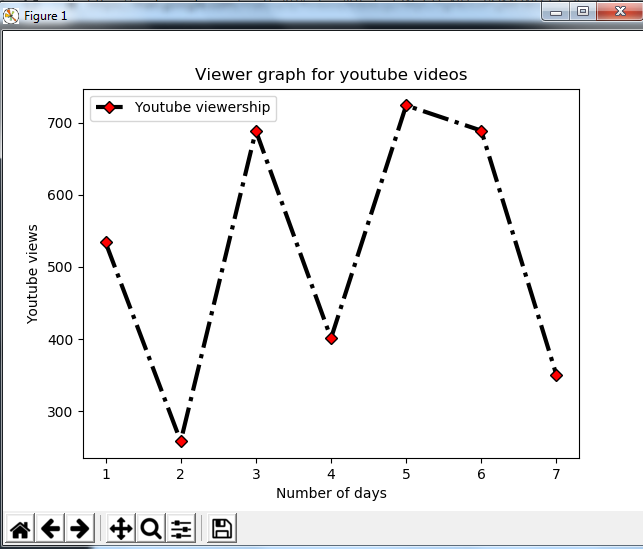 Figure 1
Viewer graph for youtube videos
Youtube viewership
700
600
500
400
300
Youtube views
1 2 3 4 5 6 7
Number of days